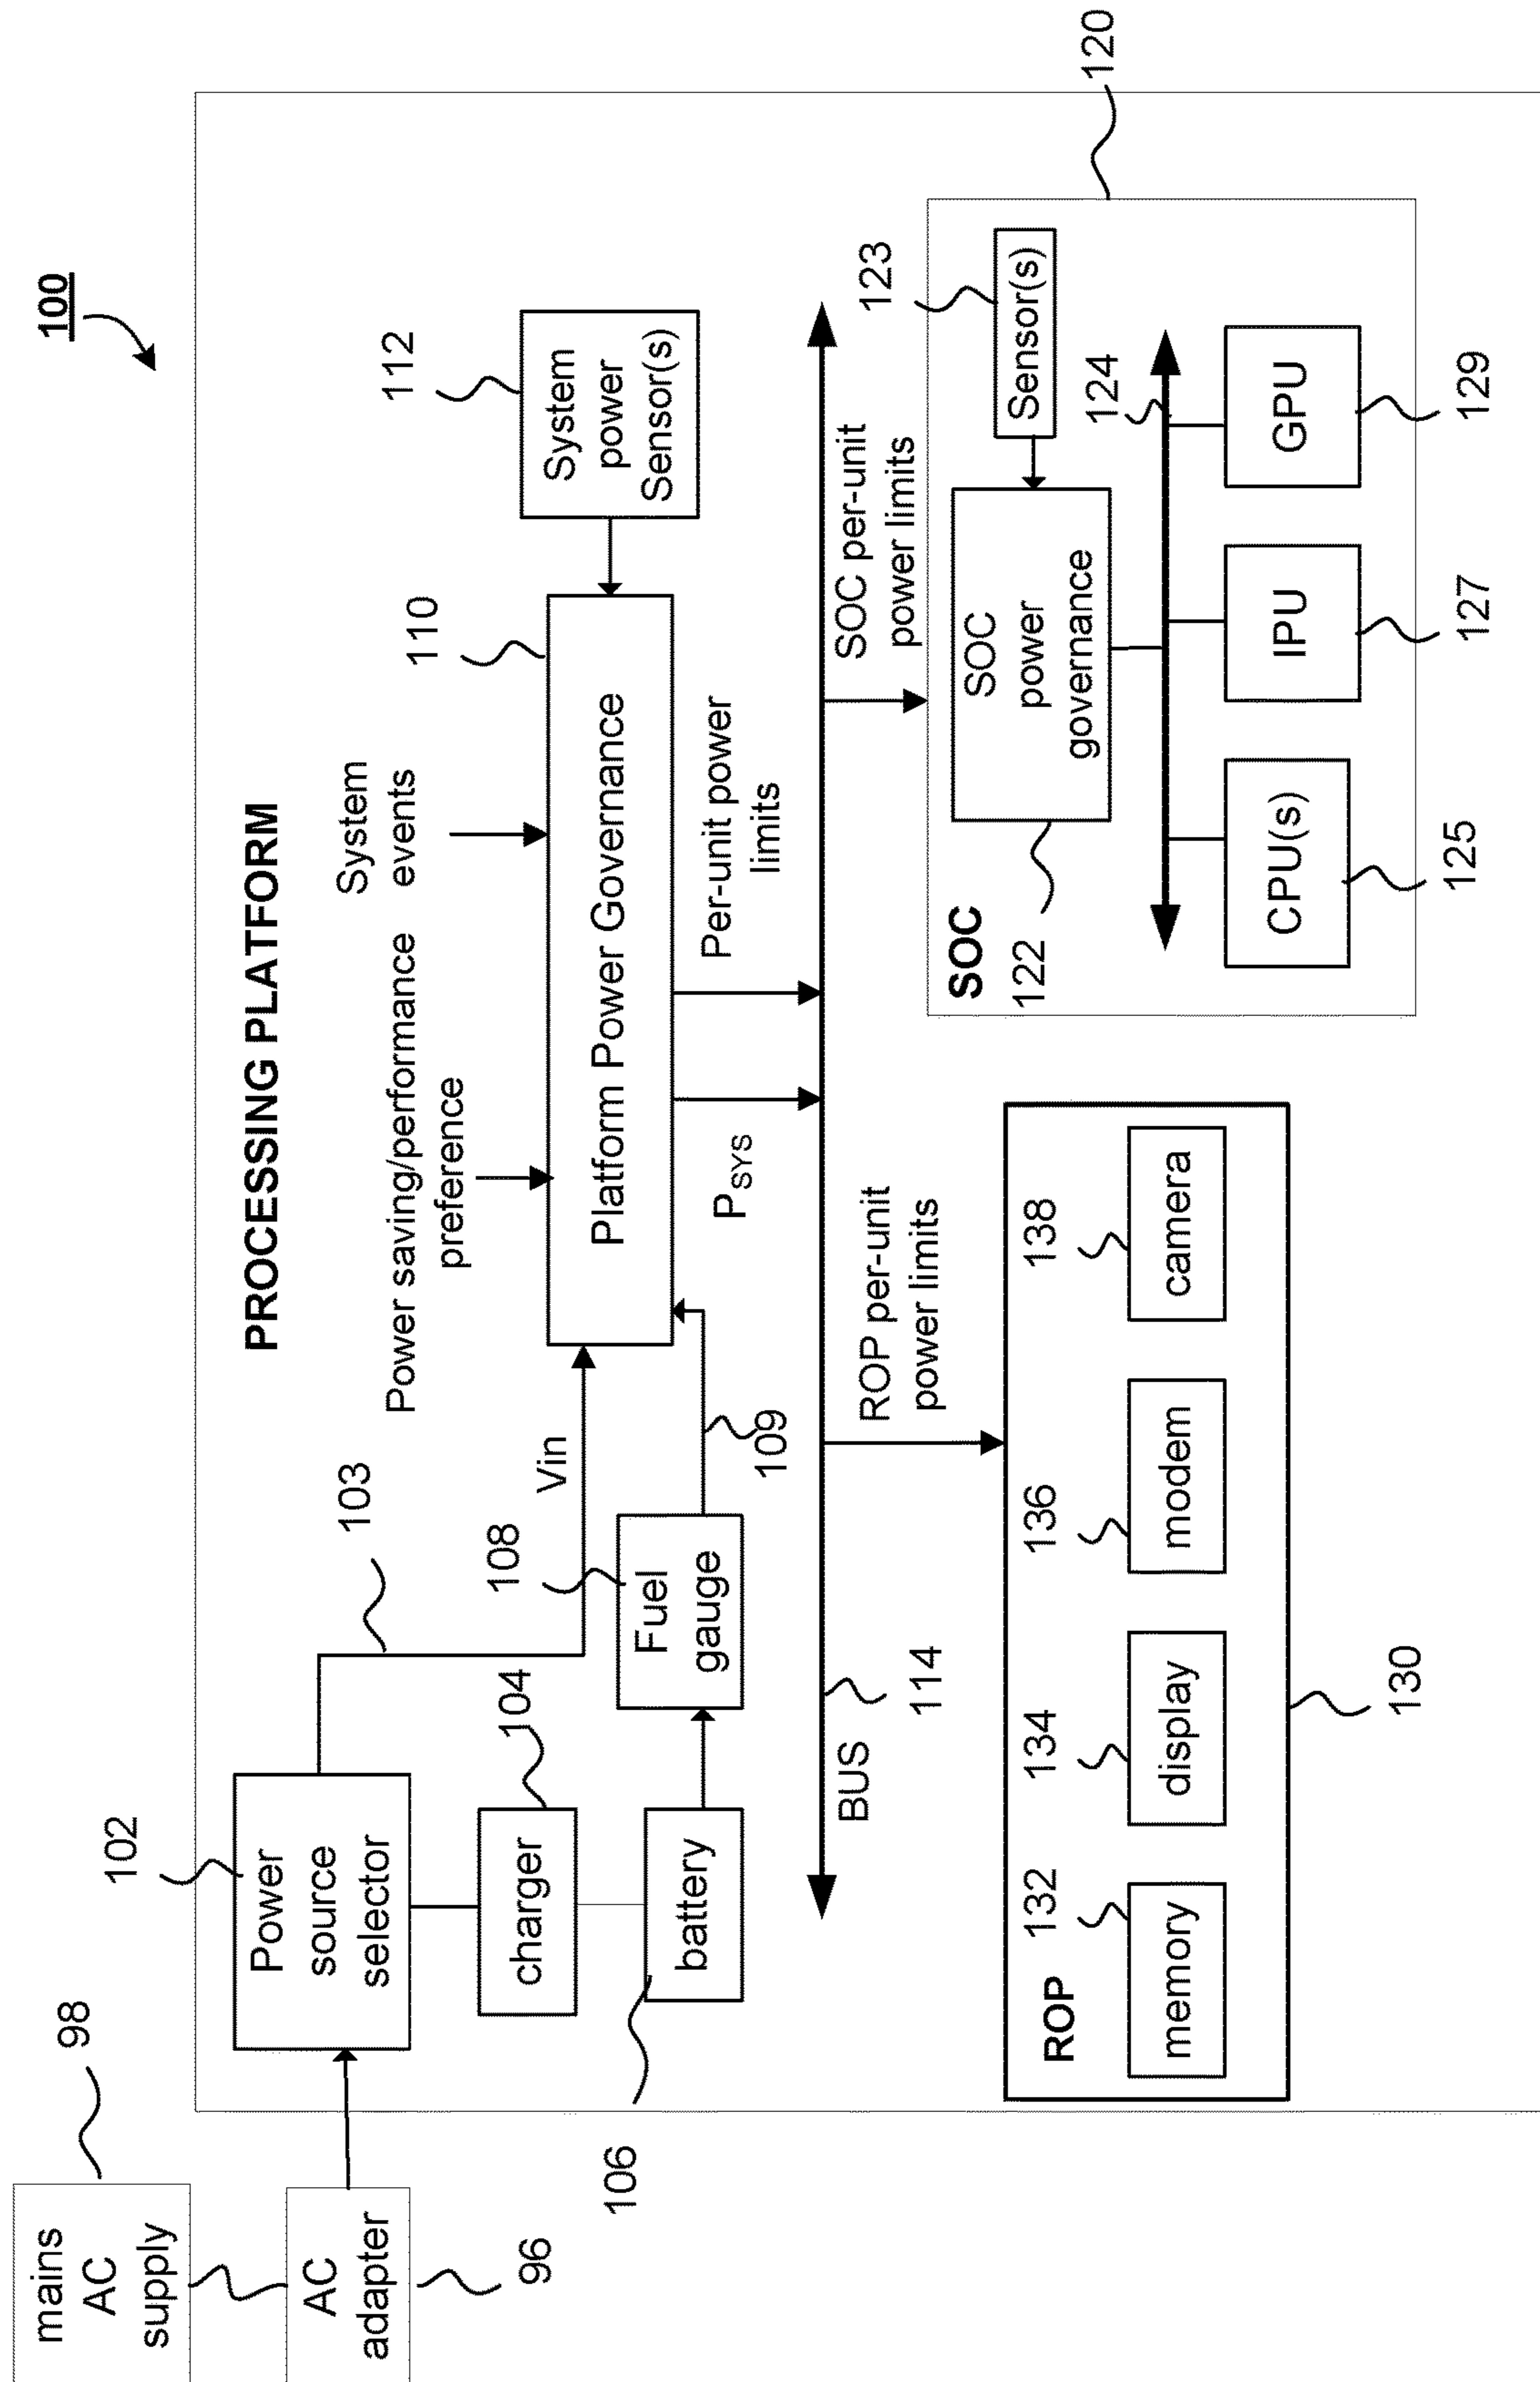 100
PROCESSING PLATFORM
mains
AC
supply
98
AC
adapter
96
102
Power
source
selector
103
Vin
104
charger
106
battery
108
Fuel
gauge
109
Power saving/performance
preference
System
events
110
Platform Power Governance
112
System
power
Sensor(s)
PSYS
Per-unit power
limits
BUS
114
ROP per-unit
power limits
SOC per-unit
power limits
ROP
132
memory
134
display
136
modem
138
camera
130
SOC
120
122
SOC
power
governance
123
Sensor(s)
124
CPU(s)
125
IPU
127
GPU
129